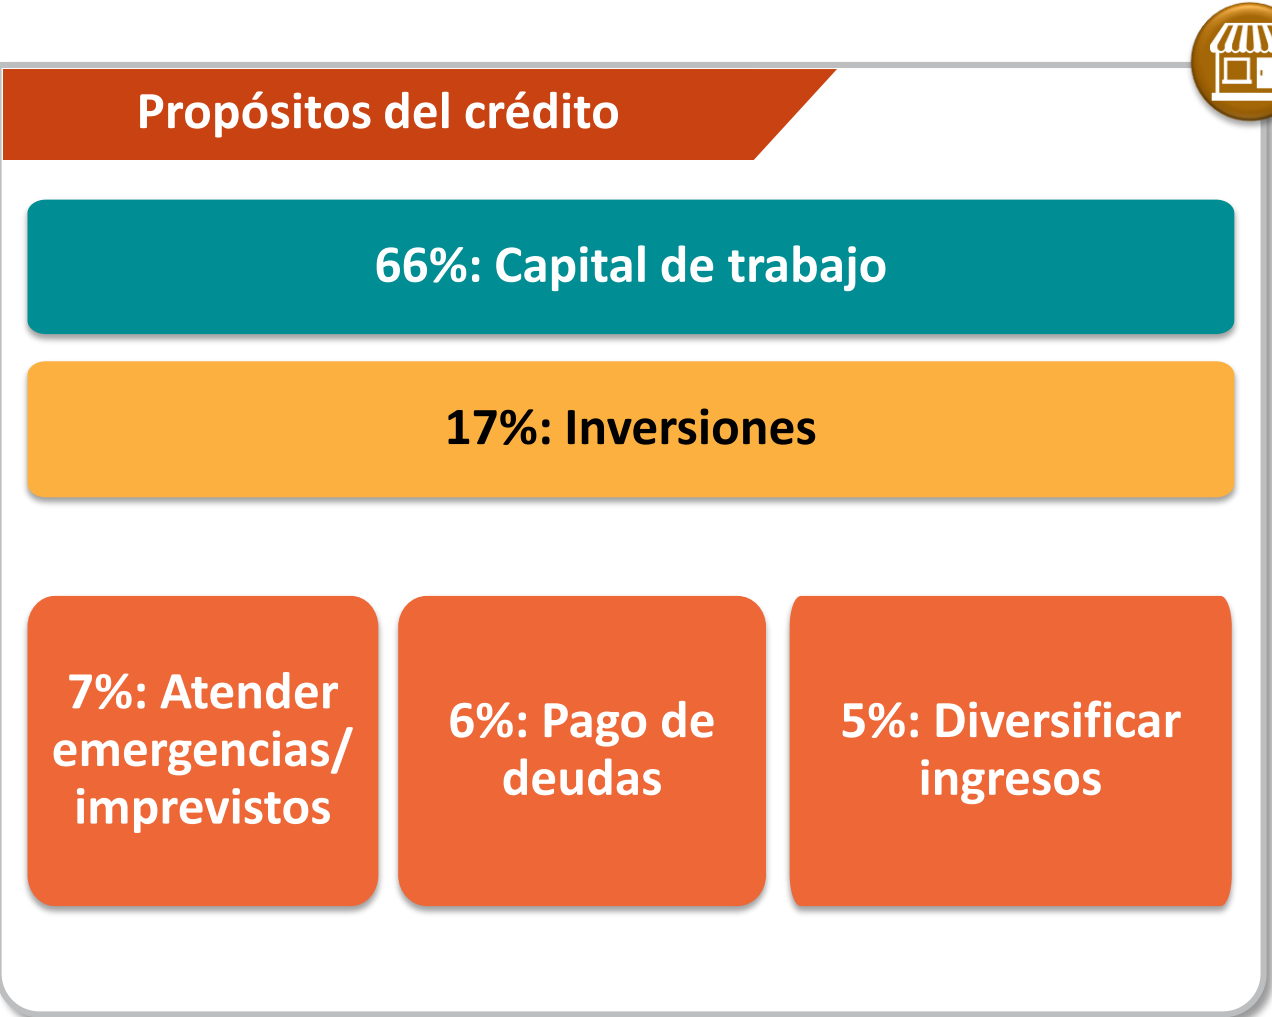 Propósitos del crédito
66%: Capital de trabajo
17%: Inversiones
7%: Atender
emergencias/
imprevistos
6%: Pago de
deudas
5%: Diversificar
ingresos